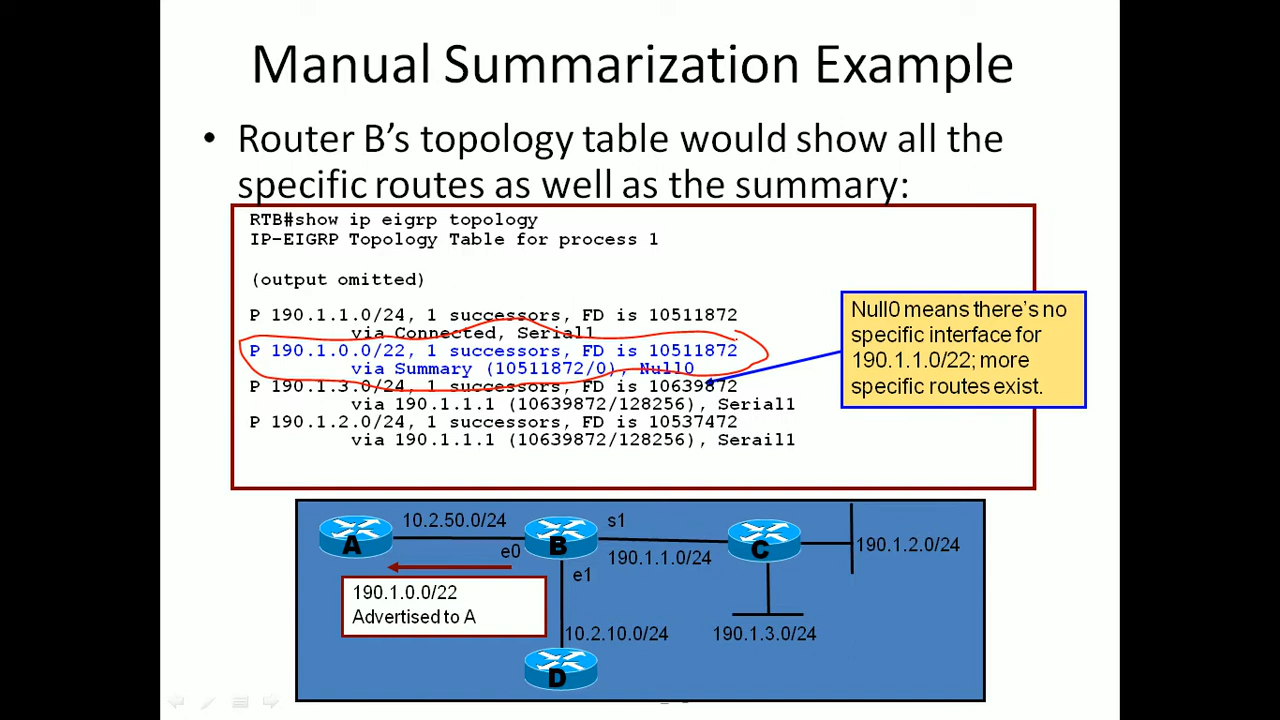 Manual Summarization Example
• Router B’s topology table would show all the
specific routes as well as the summary:
RTB#show ip eigrp topology
IP-EIGRP Topology Table for process 1
(output omitted)
P 190.1.1.0/24, 1 successors, FD is 10511872
via Connected, Serial1
P 190.1.0.0/22, 1 successors, FD is 10511872
via Summary (10511872/0), Null0
P 190.1.3.0/24, 1 successors, FD is 10639872
via 190.1.1.1 (10639872/128256), Serial1
P 190.1.2.0/24, 1 successors, FD is 10537472
via 190.1.1.1 (10639872/128256), Serail1
Null0 means there’s no
specific interface for
190.1.1.0/22; more
specific routes exist.
10.2.50.0/24
s1
A
B
C
e0
190.1.1.0/24
190.1.2.0/24
e1
190.1.0.0/22
Advertised to A
10.2.10.0/24
190.1.3.0/24
D